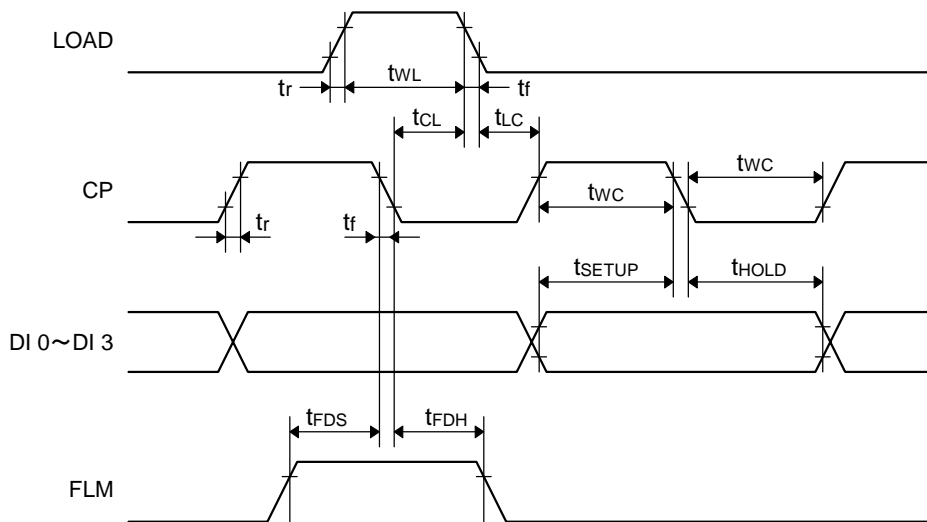 LOAD
tr
tWL
tf
tCL
tLC
CP
tr
tf
tWC
tWC
tSETUP
tHOLD
DI 0～DI 3
tFDS
tFDH
FLM